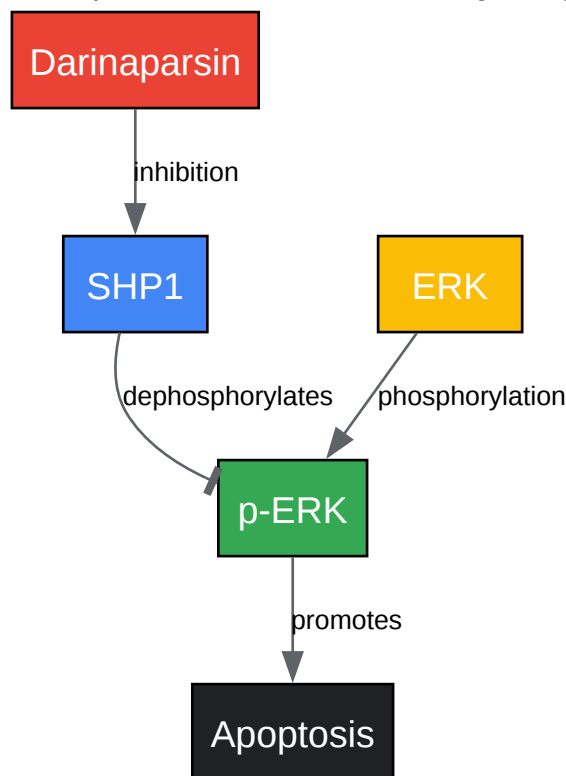 Darinaparsin
inhibition
SHP1
ERK
dephosphorylates
phosphorylation
p-ERK
promotes
Apoptosis